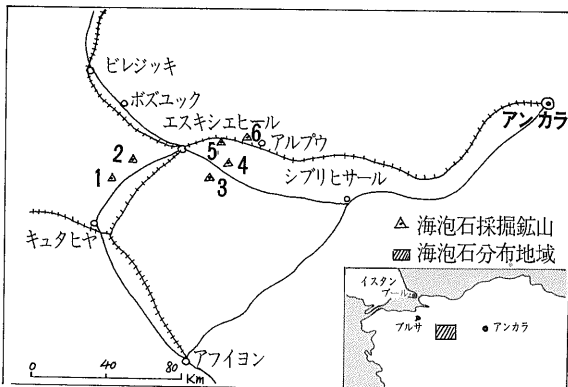 ビレジッキ
ボズユック
エスキシェヒール
アルプウ
アンカラ
シブリヒサール
キュタヒヤ
アフイヨン
1
2
3
4
5
6
海泡石採掘鉱山
海泡石分布地域
イスタン
ブール
ブルサ
アンカラ
0 40 80
Km